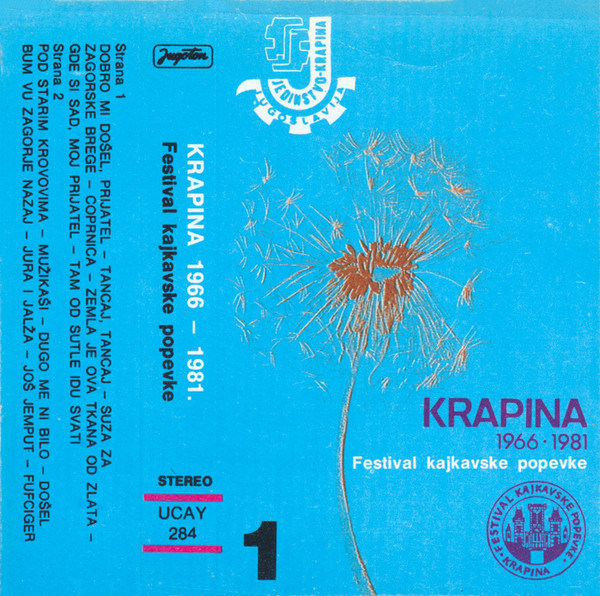 Strana 1
DOBRO MI DOŠEL, PRIJATEL – TANCAJ, TANCAJ – SUZA ZA
ZAGORSKE BREGE – COPRNICA – ZEMLA JE OVA TKANA OD ZLATA –
GDE SI SAD, MOJ PRIJATEL – TAM OD SUTLE IDU SVATI
Strana 2
POD STARIM KROVOVIMA – MUŽIKAŠI – DUGO ME NI BILO – DOŠEL
BUM VU ZAGORJE NAZAJ – JURA I JALŽA – JOŠ JEMPUT – FUFCIGER
Jugoton
KRAPINA 1966 – 1981.
Festival kajkavske popevke
STEREO
UCAY
284
1
JEDINSTVO-KRAPINA
JUGOSLAVIJA
KRAPINA
1966·1981
Festival kajkavske popevke
FESTIVAL KAJKAVSKE POPEVKE
KRAPINA